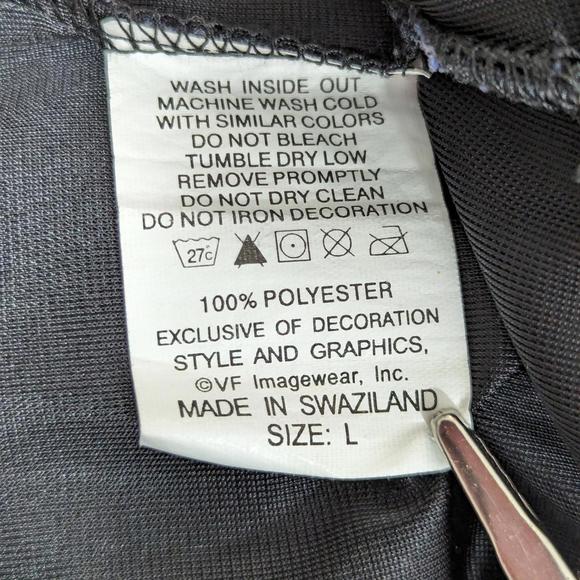 WASH INSIDE OUT
MACHINE WASH COLD
WITH SIMILAR COLORS
DO NOT BLEACH
TUMBLE DRY LOW
REMOVE PROMPTLY
DO NOT DRY CLEAN
DO NOT IRON DECORATION
27c
100% POLYESTER
EXCLUSIVE OF DECORATION
STYLE AND GRAPHICS,
©VF Imagewear, Inc.
MADE IN SWAZILAND
SIZE: L